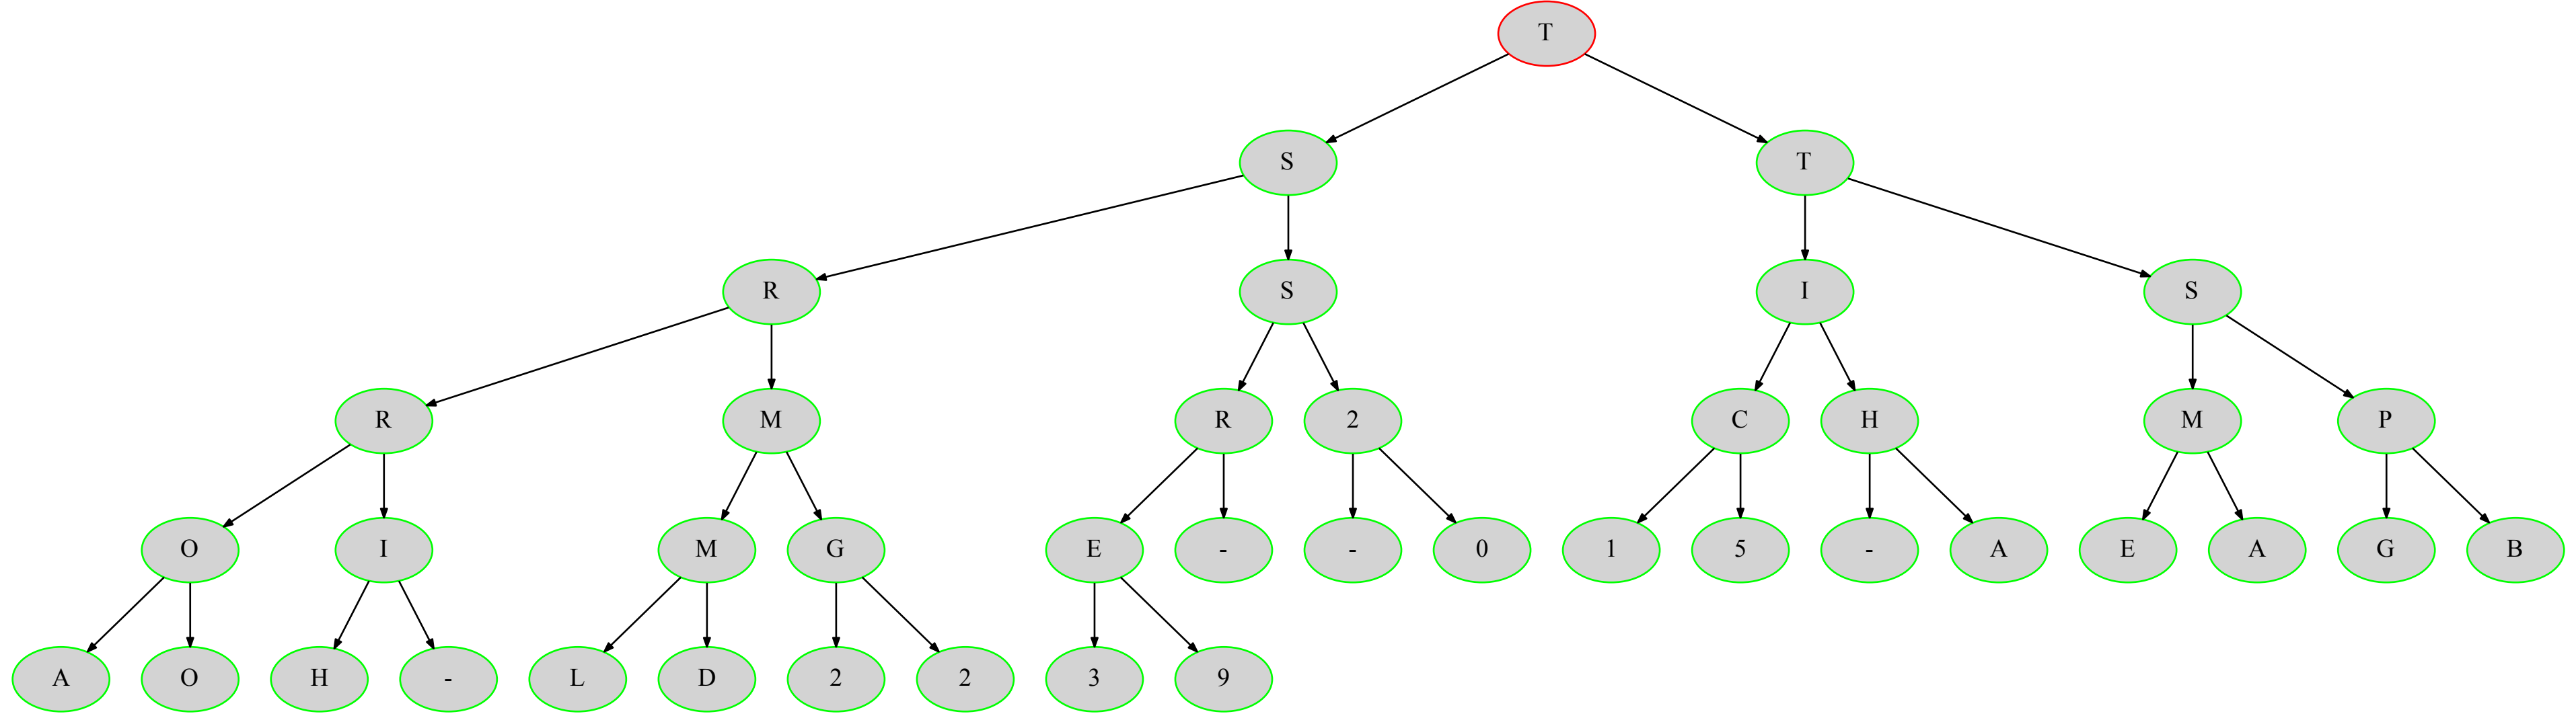 T
S T
R S I S
R M R 2 C H M P
O I M G E - - 0 1 5 - A E A G B
A O H - L D 2 2 3 9